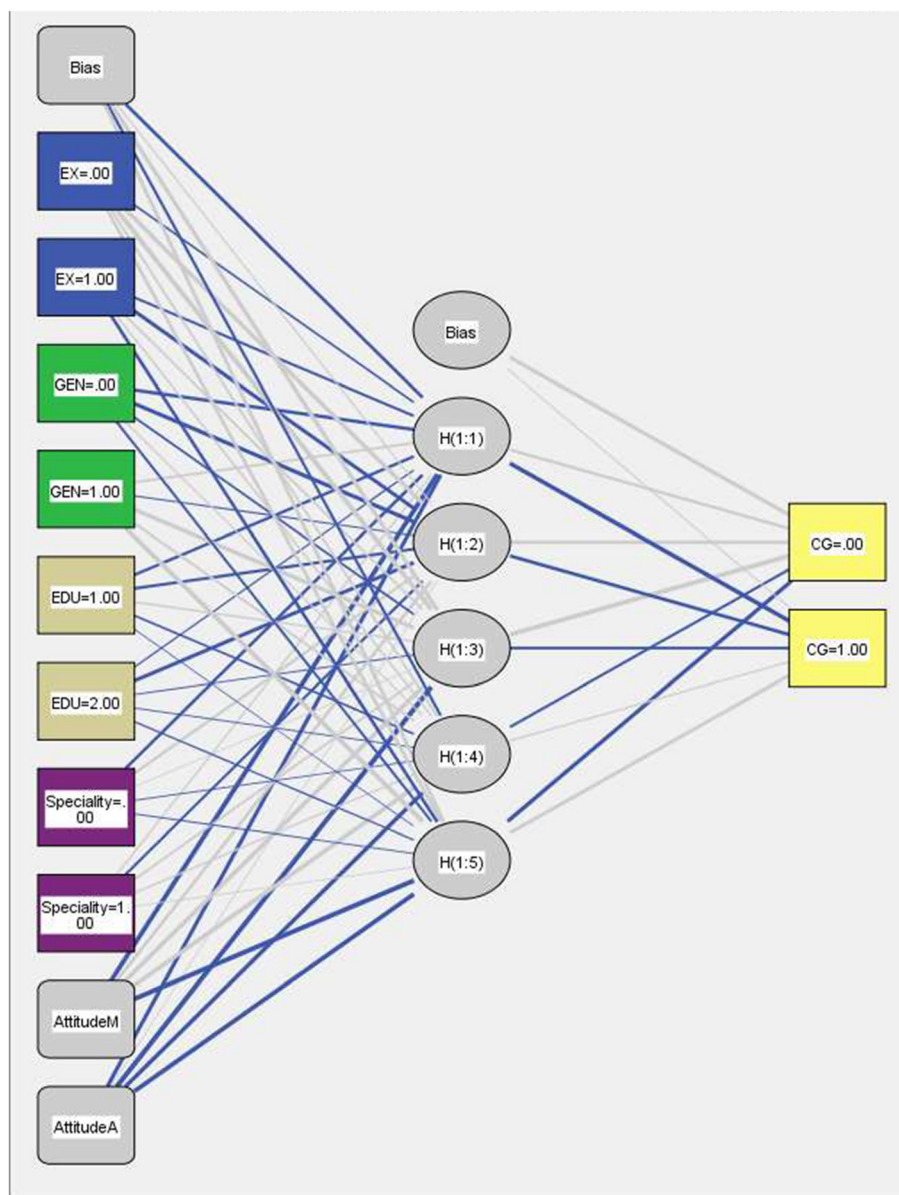 Bias
EX=.00
EX=1.00
GEN=.00
GEN=1.00
EDU=1.00
EDU=2.00
Speciality=.
00
Speciality=1.
00
AttitudeM
AttitudeA
Bias
H(1:1)
H(1:2)
H(1:3)
H(1:4)
H(1:5)
CG=.00
CG=1.00